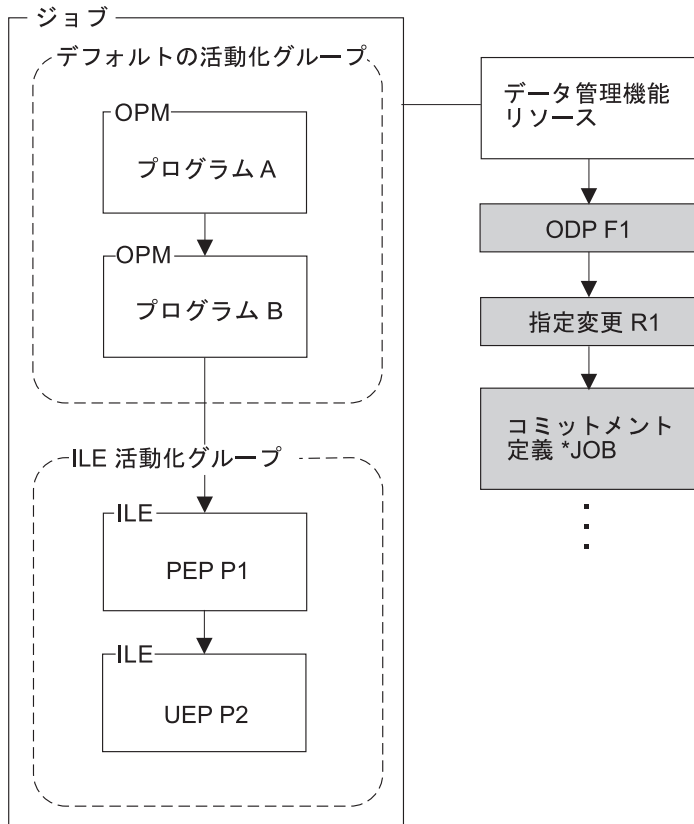 ジョブ
デフォルトの活動化グループ
OPM
プログラム A
OPM
プログラム B
ILE 活動化グループ
ILE
PEP P1
ILE
UEP P2
データ管理機能
リソース
ODP F1
指定変更 R1
コミットメント
定義 *JOB